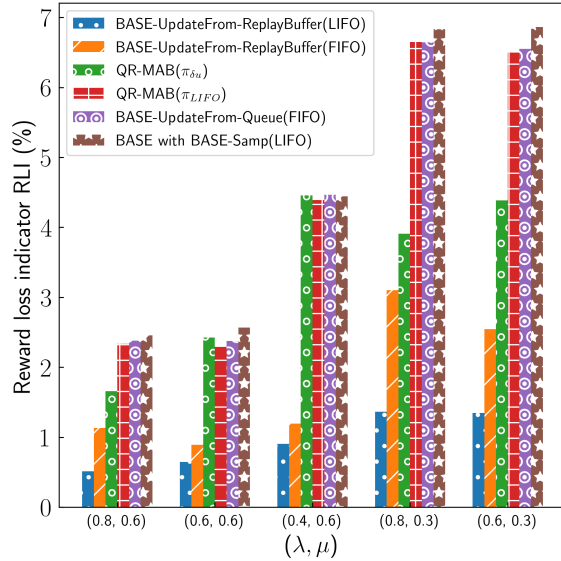 7
6
5
4
3
2
1
0
Reward loss indicator RLI (%)
BASE-UpdateFrom-ReplayBuffer(LIFO)
BASE-UpdateFrom-ReplayBuffer(FIFO)
QR-MAB(π_{δu})
QR-MAB(π_{LIFO})
BASE-UpdateFrom-Queue(FIFO)
BASE with BASE-Samp(LIFO)
(0.8, 0.6) (0.6, 0.6) (0.4, 0.6) (0.8, 0.3) (0.6, 0.3)
(λ, μ)